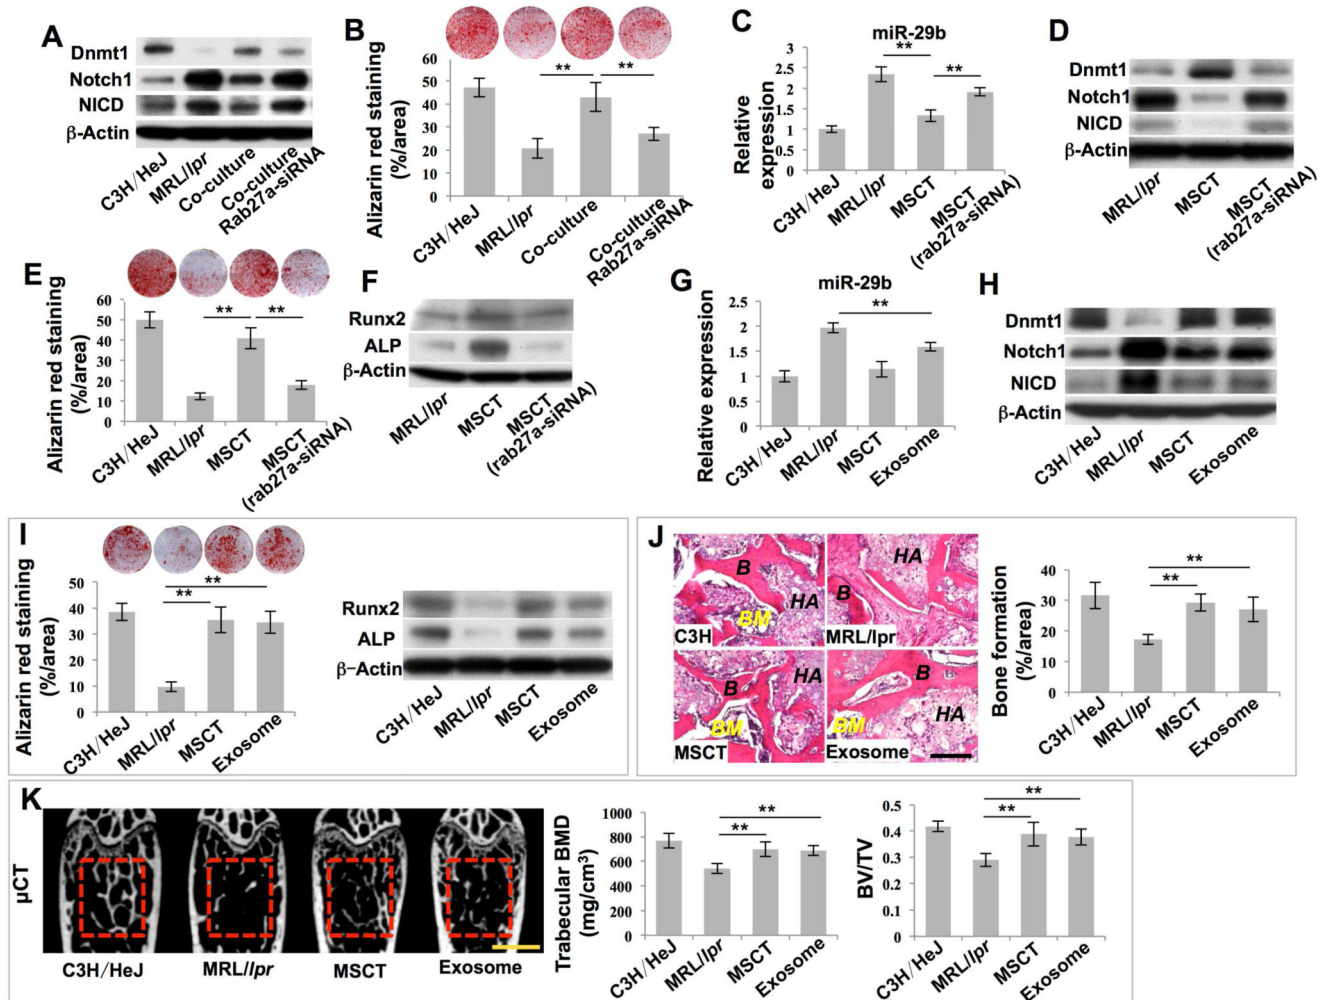 A
Dnmt1
Notch1
NICD
β-Actin
C3H/HeJ
MRL/lpr
Co-culture
Co-culture
Rab27a-siRNA
B
Alizarin red staining
(%/area)
60
50
40
30
20
10
0
**
**
C3H/HeJ
MRL/lpr
Co-culture
Co-culture
Rab27a-siRNA
C
miR-29b
Relative
expression
3
2.5
2
1.5
1
0.5
0
**
**
C3H/HeJ
MRL/lpr
MSCT
MSCT
(rab27a-siRNA)
D
Dnmt1
Notch1
NICD
β-Actin
MRL/lpr
MSCT
MSCT
(rab27a-siRNA)
E
Alizarin red staining
(%/area)
60
50
40
30
20
10
0
**
**
C3H/HeJ
MRL/lpr
MSCT
MSCT
(rab27a-siRNA)
F
Runx2
ALP
β-Actin
MRL/lpr
MSCT
MSCT
(rab27a-siRNA)
G
miR-29b
Relative expression
2.5
2
1.5
1
0.5
0
**
C3H/HeJ
MRL/lpr
MSCT
Exosome
H
Dnmt1
Notch1
NICD
β-Actin
C3H/HeJ
MRL/lpr
MSCT
Exosome
I
Alizarin red staining
(%/area)
50
40
30
20
10
0
**
**
C3H/HeJ
MRL/lpr
MSCT
Exosome
Runx2
ALP
β-Actin
C3H/HeJ
MRL/lpr
MSCT
Exosome
J
B
HA
BM
C3H
HA
B
MRL/lpr
HA
B
BM
MSCT
B
HA
BM
Exosome
Bone formation
(%/area)
40
30
20
10
0
**
**
C3H/HeJ
MRL/lpr
MSCT
Exosome
K
μCT
C3H/HeJ
MRL/lpr
MSCT
Exosome
Trabecular BMD
(mg/cm³)
1000
800
600
400
200
0
**
**
C3H/HeJ
MRL/lpr
MSCT
Exosome
BV/TV
0.5
0.4
0.3
0.2
0.1
0
**
**
C3H/HeJ
MRL/lpr
MSCT
Exosome